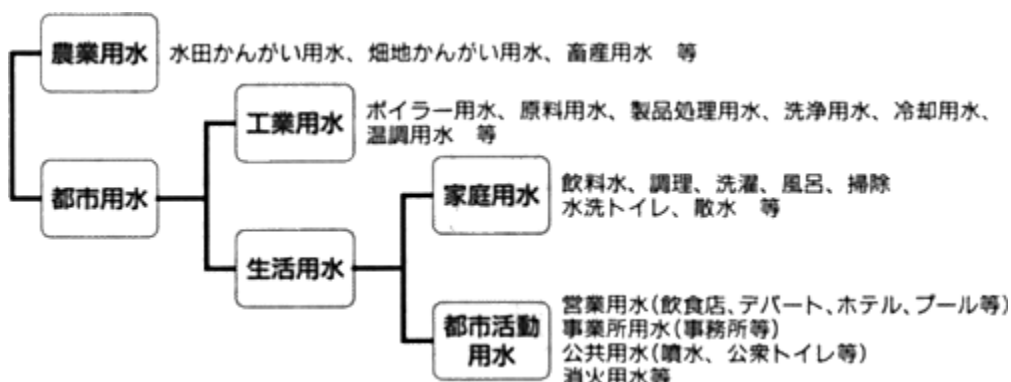 農業用水
水田かんがい用水、畑地かんがい用水、畜産用水 等
都市用水
工業用水
ボイラー用水、原料用水、製品処理用水、洗浄用水、冷却用水、
温調用水 等
生活用水
家庭用水
飲料水、調理、洗濯、風呂、掃除
水洗トイレ、散水 等
都市活動
用水
営業用水(飲食店、デパート、ホテル、プール等)
事業所用水(事務所等)
公共用水(噴水、公衆トイレ等)
消火用水等